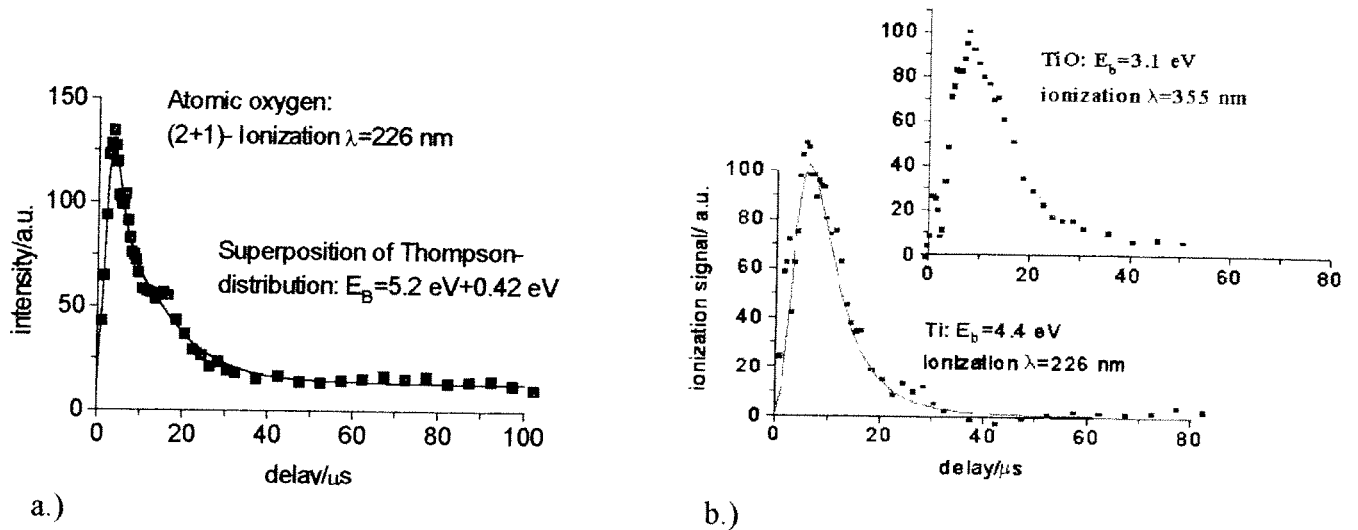 150
100
50
0
intensity/a.u.
Atomic oxygen:
(2+1)- Ionization λ=226 nm
Superposition of Thompson-
distribution: E_B=5.2 eV+0.42 eV
0 20 40 60 80 100
delay/μs
a.)
100
80
60
40
20
0
TiO: E_b=3.1 eV
ionization λ=355 nm
0 20 40 60 80
100
80
60
40
20
0
ionization signal/ a.u.
Ti: E_b=4.4 eV
ionization λ=226 nm
0 20 40 60 80
delay/μs
b.)